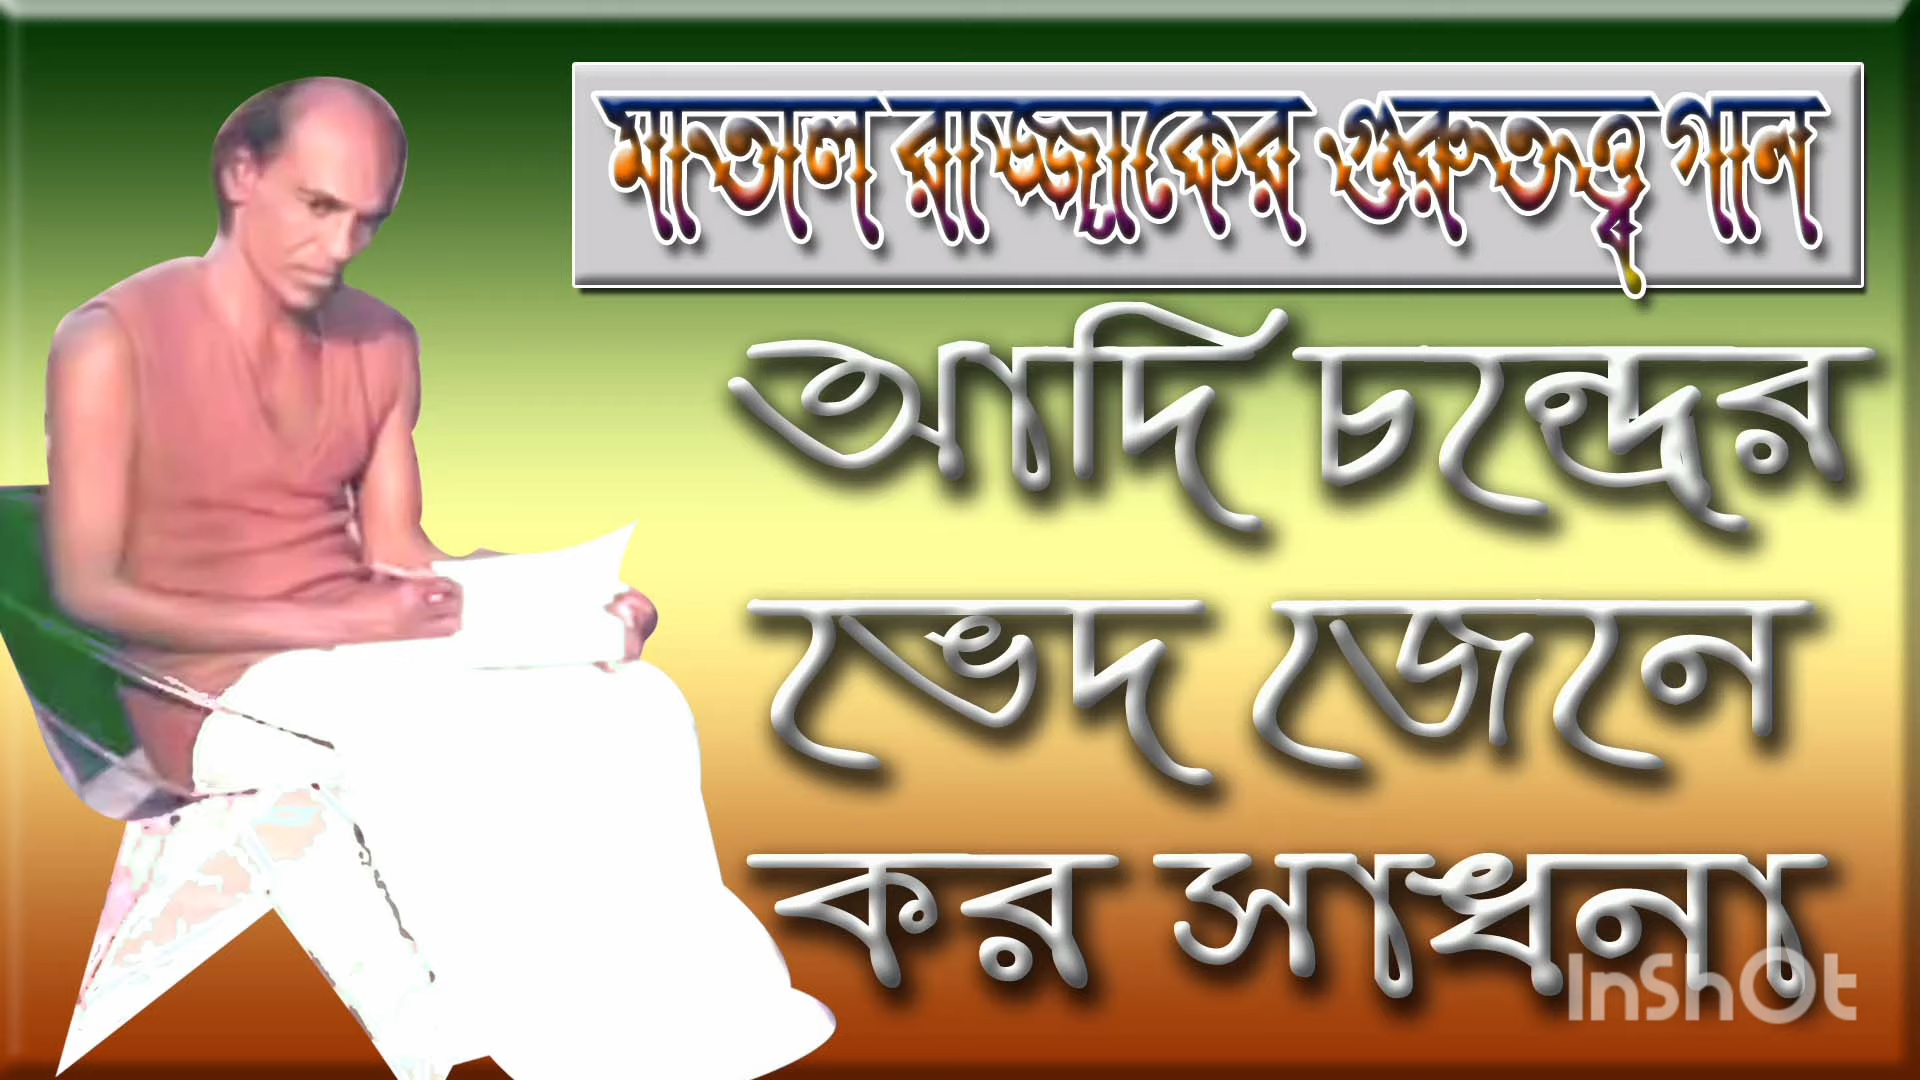 মাতাল রাজ্জাকের গুরুতত্ত্ব গান
আদি চন্দ্রের
ভেদ জেনে
কর সাধনা
InShOt